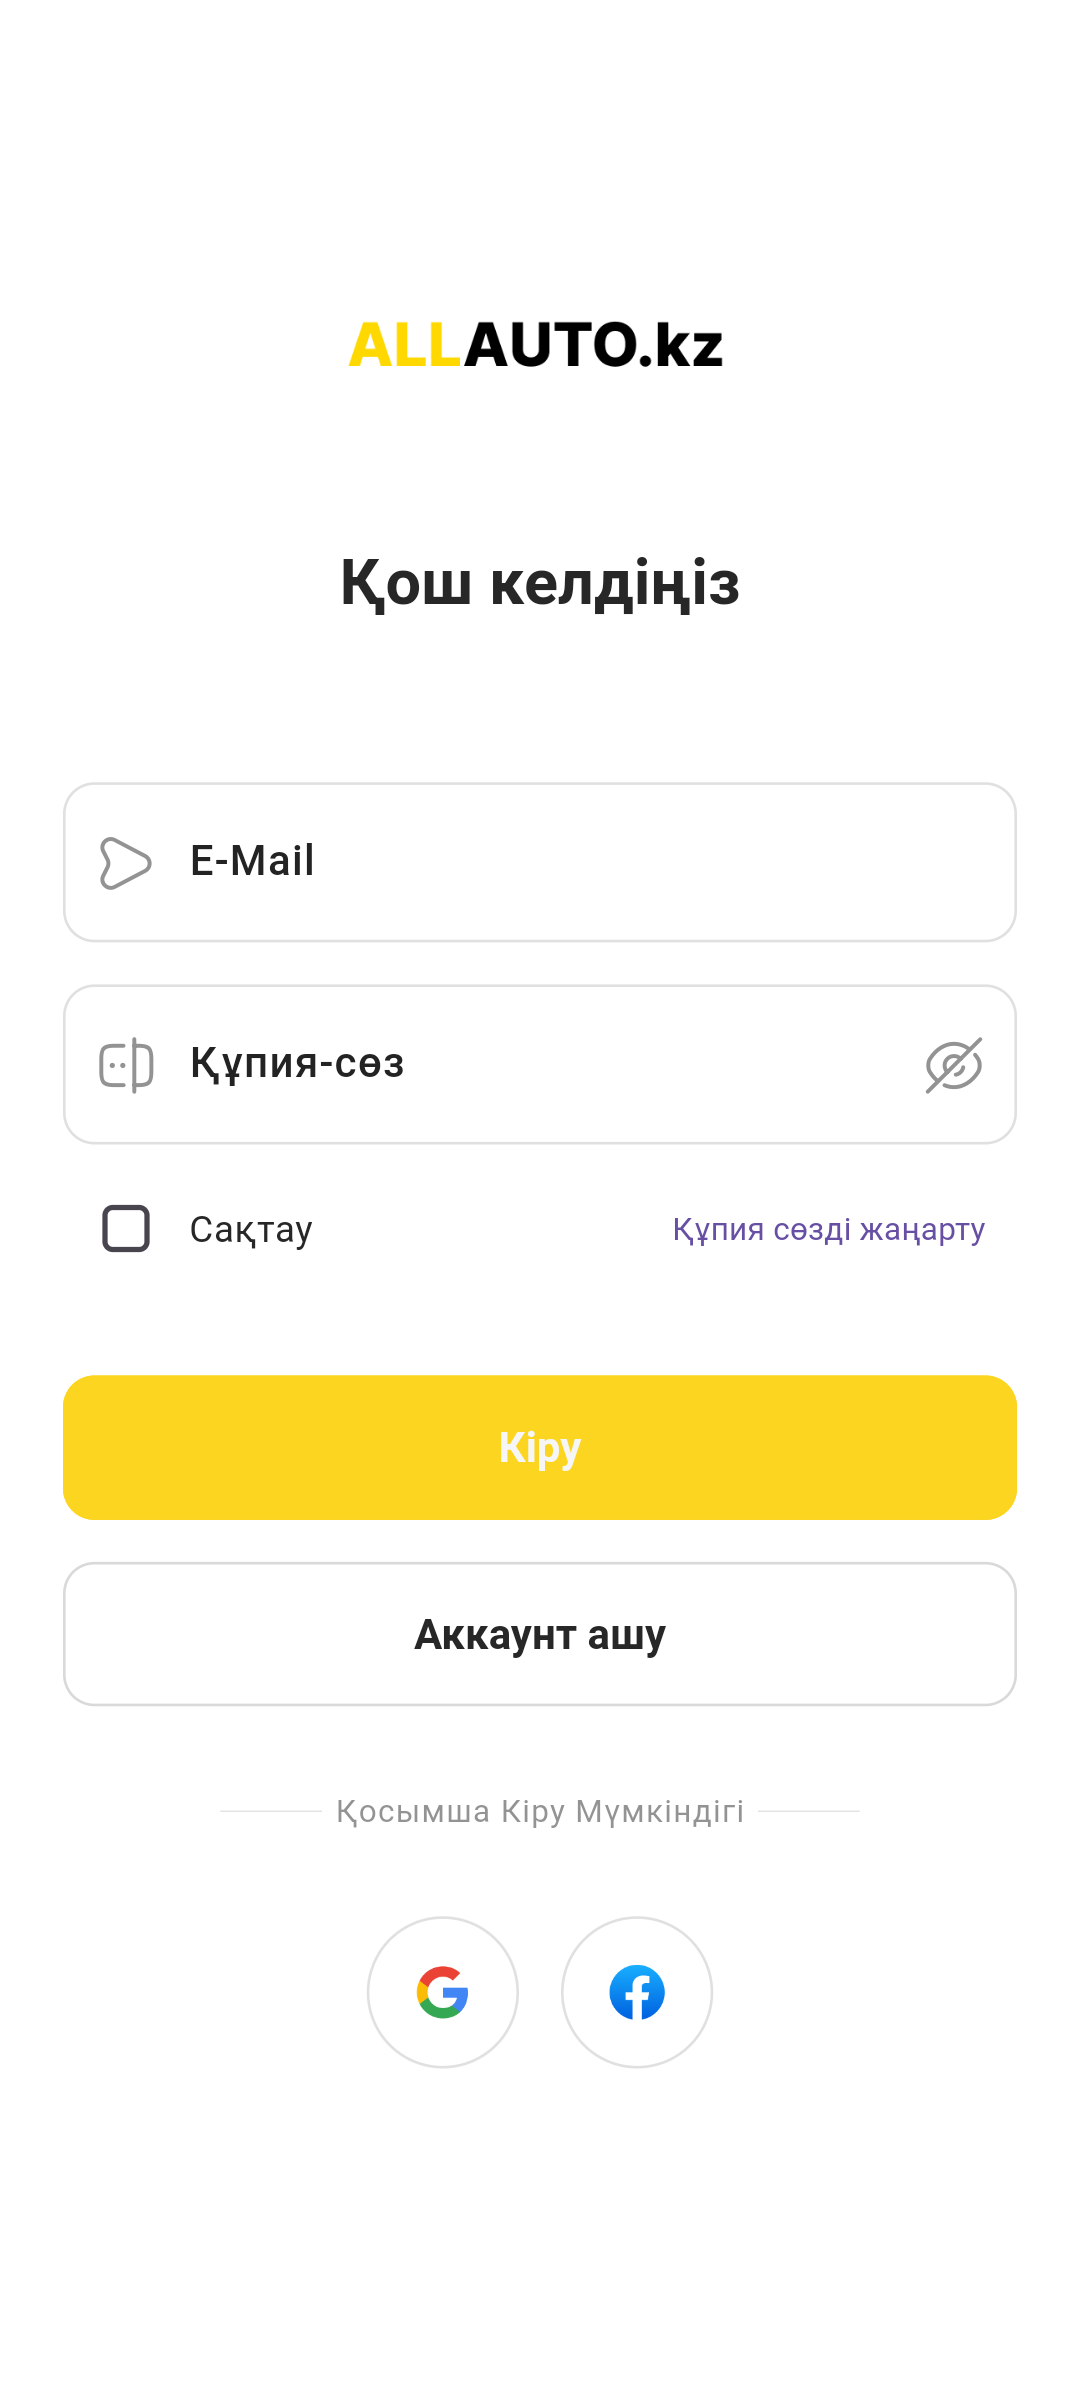 ALLAUTO.kz
Қош келдіңіз
E-Mail
Құпия-сөз
Сақтау
Құпия сөзді жаңарту
Кіру
Аккаунт ашу
Қосымша Кіру Мүмкіндігі